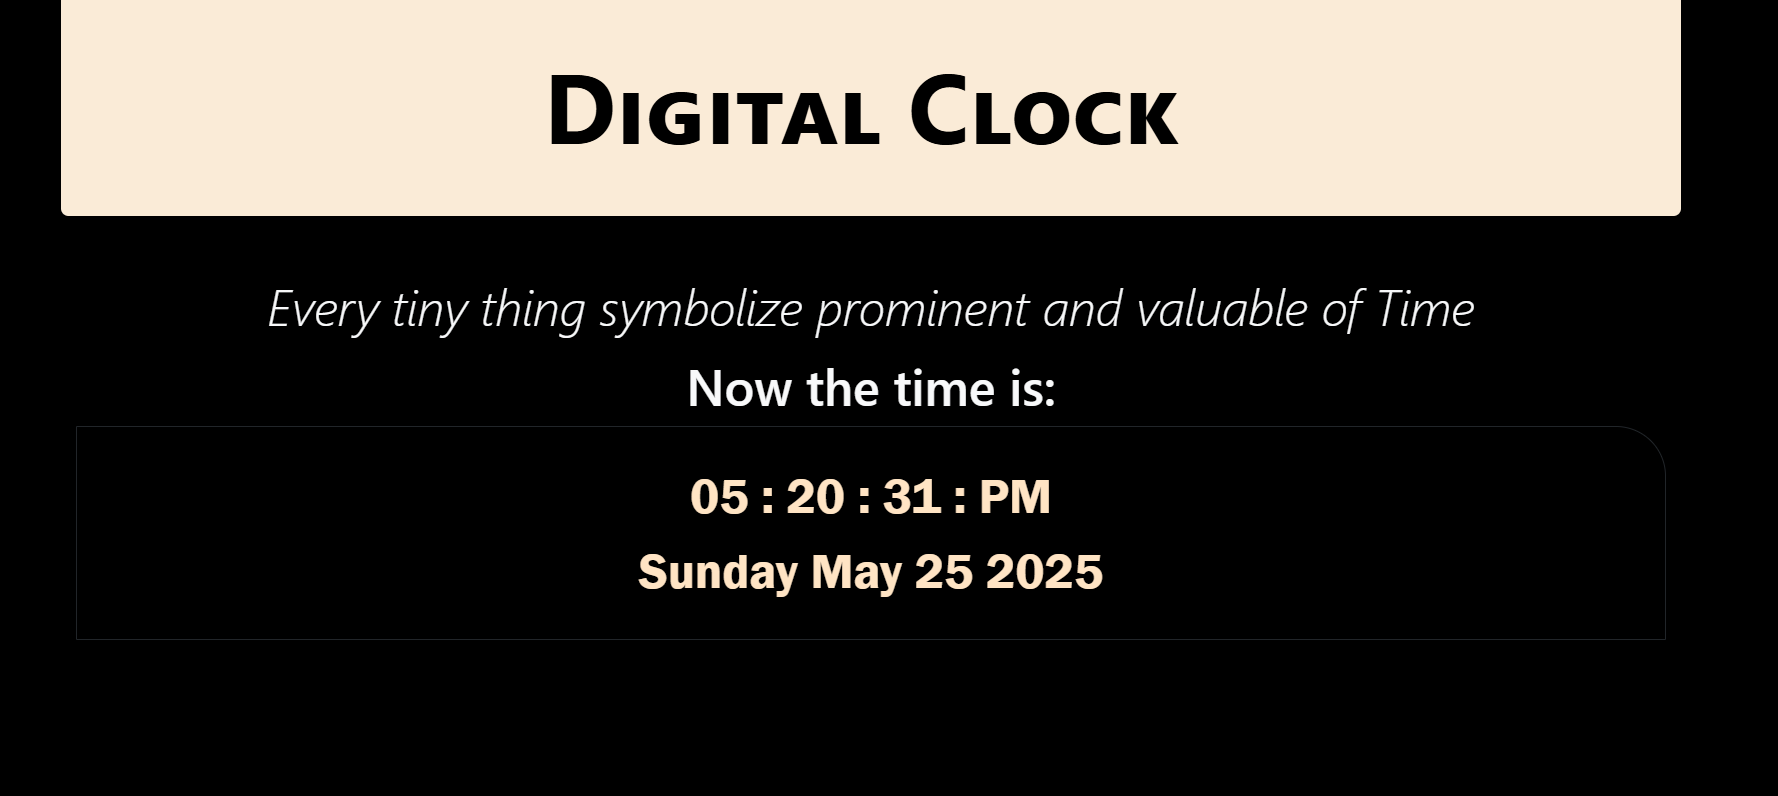 Digital Clock
Every tiny thing symbolize prominent and valuable of Time
Now the time is:
05 : 20 : 31 : PM
Sunday May 25 2025